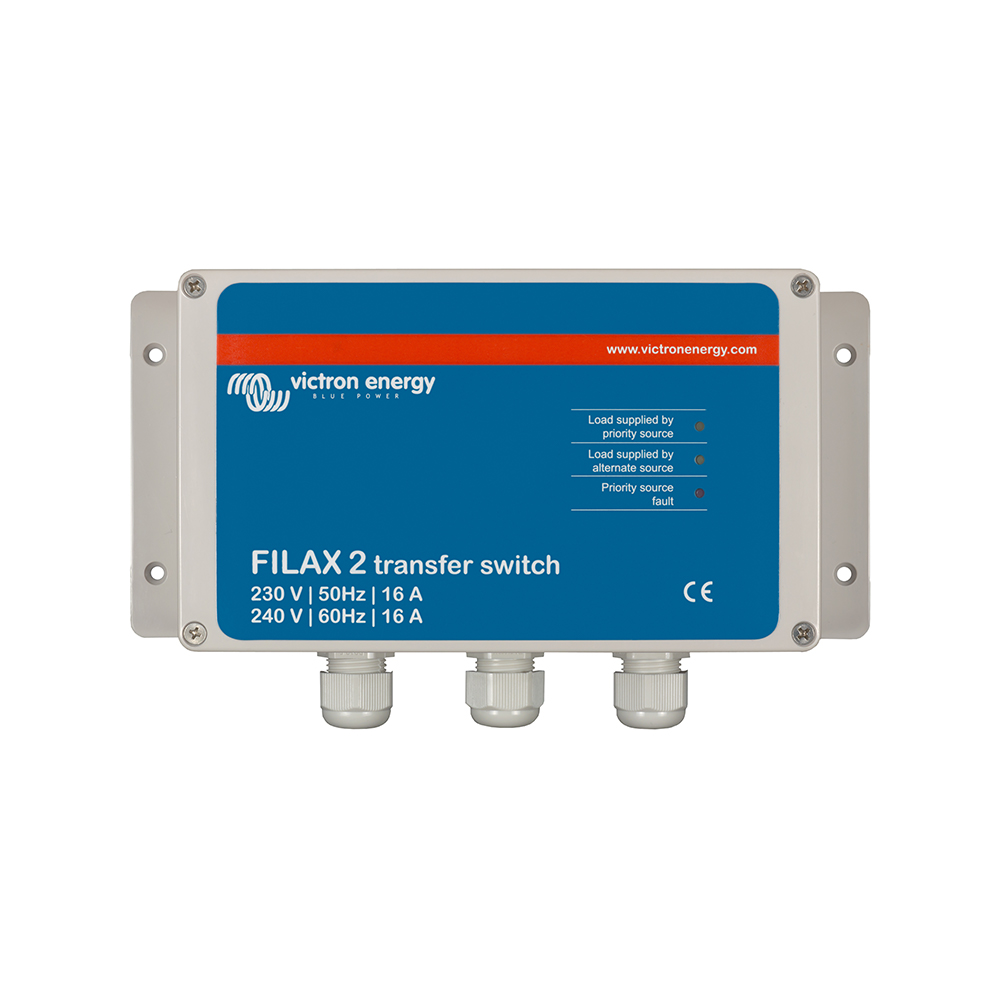 www.victronenergy.com
victron energy
BLUE POWER
Load supplied by
priority source
Load supplied by
alternate source
Priority source
fault
FILAX 2 transfer switch
230 V | 50Hz | 16 A
240 V | 60Hz | 16 A
CE